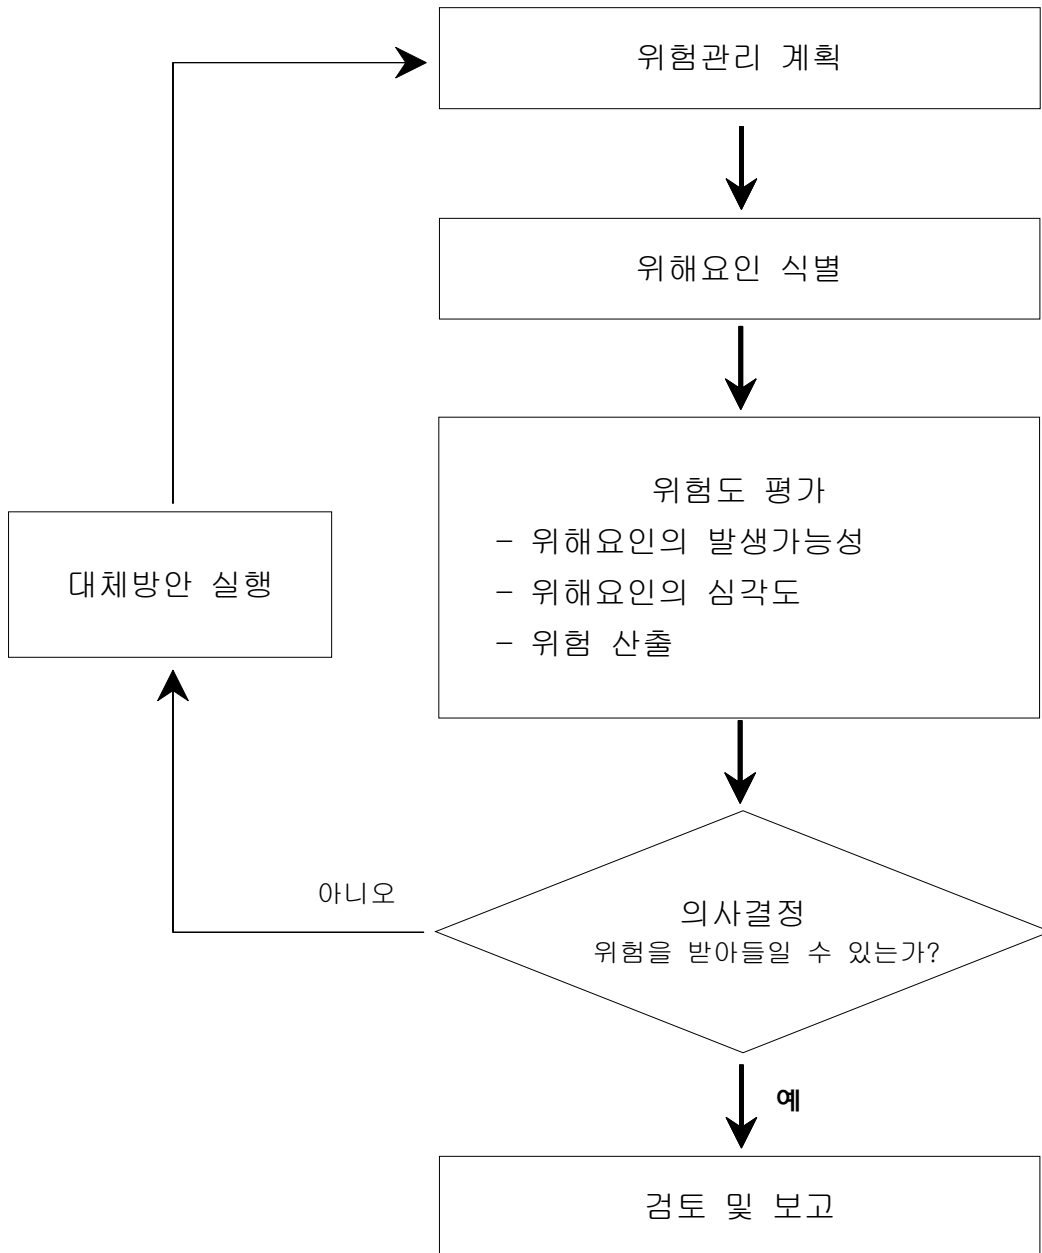 위험관리 계획
위해요인 식별
위험도 평가
- 위해요인의 발생가능성
- 위해요인의 심각도
- 위험 산출
대체방안 실행
아니오
의사결정
위험을 받아들일 수 있는가?
예
검토 및 보고